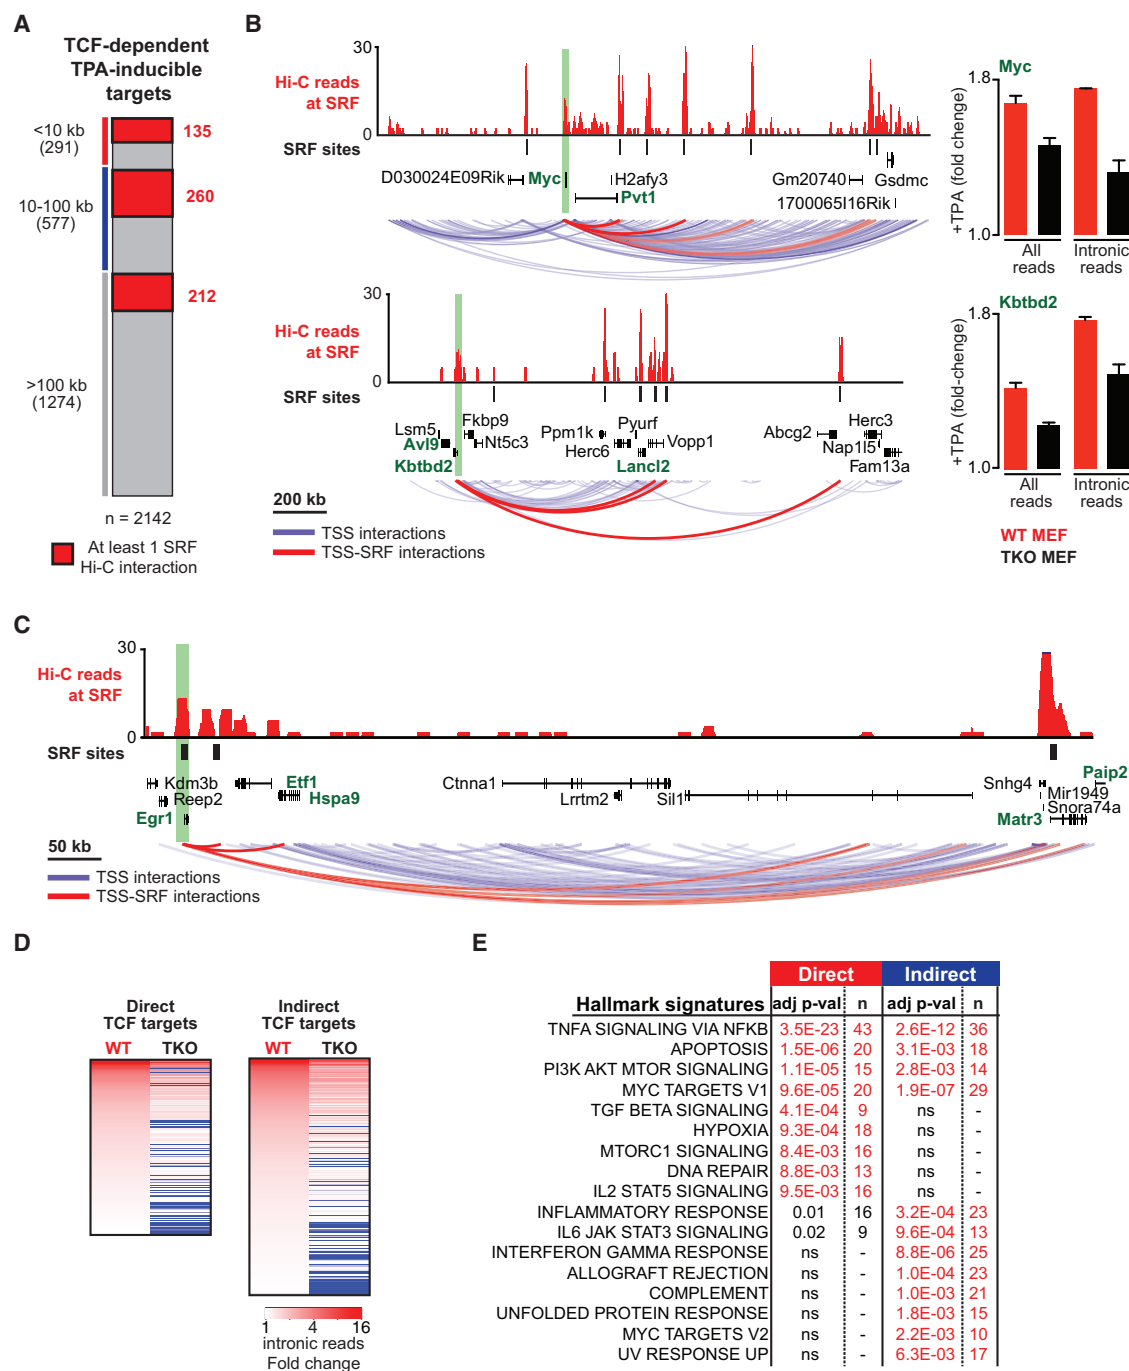 A
TCF-dependent
TPA-inducible
targets
<10 kb
(291)
135
10-100 kb
(577)
260
212
>100 kb
(1274)
n = 2142
At least 1 SRF
Hi-C interaction
B
30
Hi-C reads
at SRF
0
SRF sites
D030024E09Rik
Myc
H2afy3
Pvt1
Gm20740
Gsdmc
1700065I16Rik
Myc
1.8
+TPA (fold chenge)
1.0
All
reads
Intronic
reads
30
Hi-C reads
at SRF
0
SRF sites
Lsm5
Fkbp9
Avl9
Nt5c3
Kbtbd2
Ppm1k
Pyurf
Herc6
Vopp1
Lancl2
Abcg2
Herc3
Nap1l5
Fam13a
200 kb
TSS interactions
TSS-SRF interactions
1.8
Kbtbd2
+TPA (fold-chenge)
1.0
All
reads
Intronic
reads
WT MEF
TKO MEF
C
30
Hi-C reads
at SRF
0
SRF sites
Kdm3b
Reep2
Egr1
Etf1
Hspa9
Ctnna1
Lrrtm2
Sil1
Snhg4
Paip2
Mir1949
Snora74a
Matr3
50 kb
TSS interactions
TSS-SRF interactions
D
Direct
TCF targets
WT TKO
Indirect
TCF targets
WT TKO
1 4 16
intronic reads
Fold change
E
Direct Indirect
Hallmark signatures adj p-val n adj p-val n
TNFA SIGNALING VIA NFKB 3.5E-23 43 2.6E-12 36
APOPTOSIS 1.5E-06 20 3.1E-03 18
PI3K AKT MTOR SIGNALING 1.1E-05 15 2.8E-03 14
MYC TARGETS V1 9.6E-05 20 1.9E-07 29
TGF BETA SIGNALING 4.1E-04 9 ns -
HYPOXIA 9.3E-04 18 ns -
MTORC1 SIGNALING 8.4E-03 16 ns -
DNA REPAIR 8.8E-03 13 ns -
IL2 STAT5 SIGNALING 9.5E-03 16 ns -
INFLAMMATORY RESPONSE 0.01 16 3.2E-04 23
IL6 JAK STAT3 SIGNALING 0.02 9 9.6E-04 13
INTERFERON GAMMA RESPONSE ns - 8.8E-06 25
ALLOGRAFT REJECTION ns - 1.0E-04 23
COMPLEMENT ns - 1.0E-03 21
UNFOLDED PROTEIN RESPONSE ns - 1.8E-03 15
MYC TARGETS V2 ns - 2.2E-03 10
UV RESPONSE UP ns - 6.3E-03 17